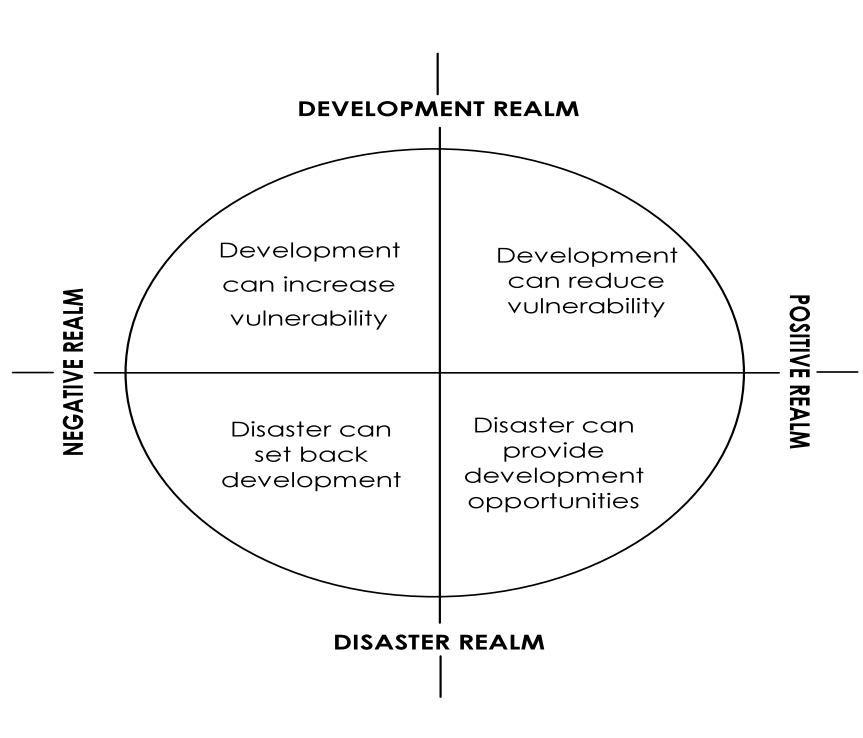 DEVELOPMENT REALM
Development
can increase
vulnerability
Development
can reduce
vulnerability
NEGATIVE REALM
POSITIVE REALM
Disaster can
set back
development
Disaster can
provide
development
opportunities
DISASTER REALM